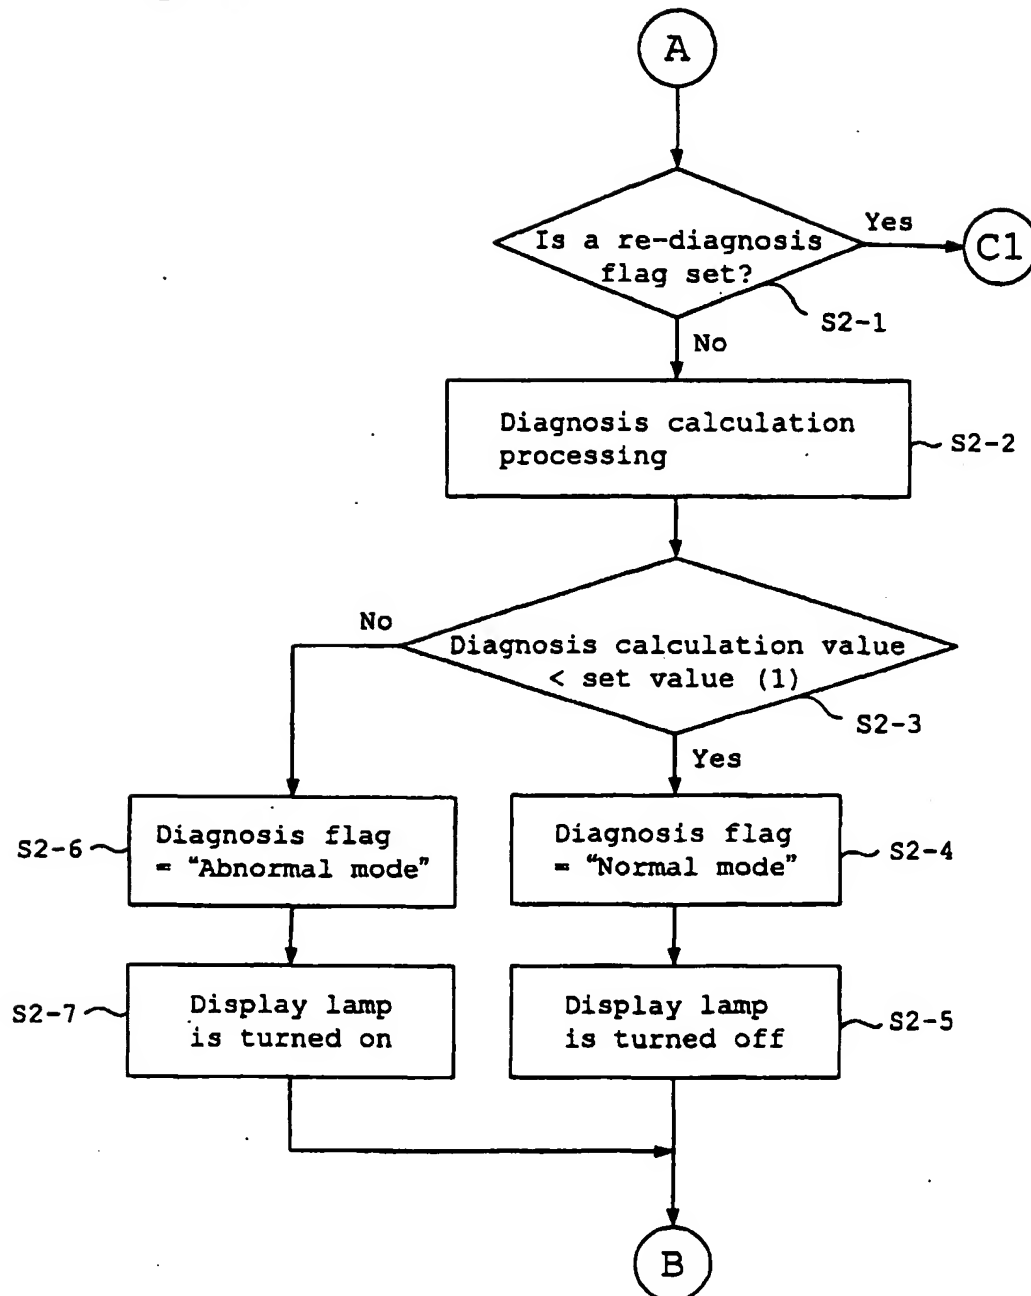 A
Is a re-diagnosis
flag set?
Yes
C1
S2-1
No
Diagnosis calculation
processing
S2-2
No
Diagnosis calculation value
< set value (1)
S2-3
Yes
S2-6
Diagnosis flag
= “Abnormal mode”
Diagnosis flag
= “Normal mode”
S2-4
S2-7
Display lamp
is turned on
Display lamp
is turned off
S2-5
B